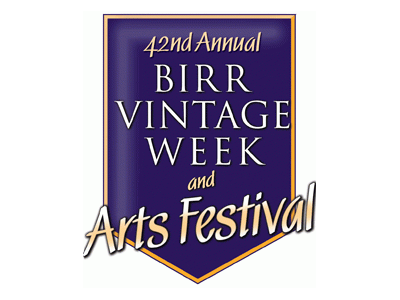 42nd Annual
BIRR
VINTAGE
WEEK
and
Arts Festival